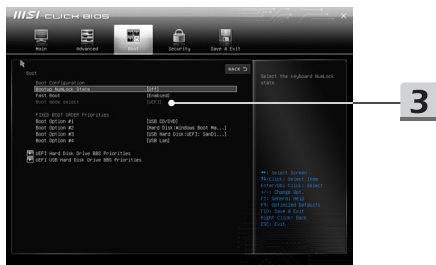 msi CLICK BIOS
Main Advanced Boot Security Save & Exit
BACK
Boot
Select the keyboard NumLock
state
Boot Configuration
Bootup NumLock State [Off]
Fast Boot [Enabled]
Boot mode select [UEFI]
3
FIXED BOOT ORDER Priorities
Boot Option #1 [USB CD/DVD]
Boot Option #2 [Hard Disk:Windows Boot Ma...]
Boot Option #3 [USB Hard Disk:UEFI: SanDi...]
Boot Option #4 [USB Lan]
UEFI Hard Disk Drive BBS Priorities
UEFI USB Hard Disk Drive BBS Priorities
: Select Screen
/Click: Select Item
Enter/Dbl Click: Select
+/-: Change Opt.
F1: General Help
F9: Optimized Defaults
F10: Save & Exit
Right Click: Back
ESC: Exit